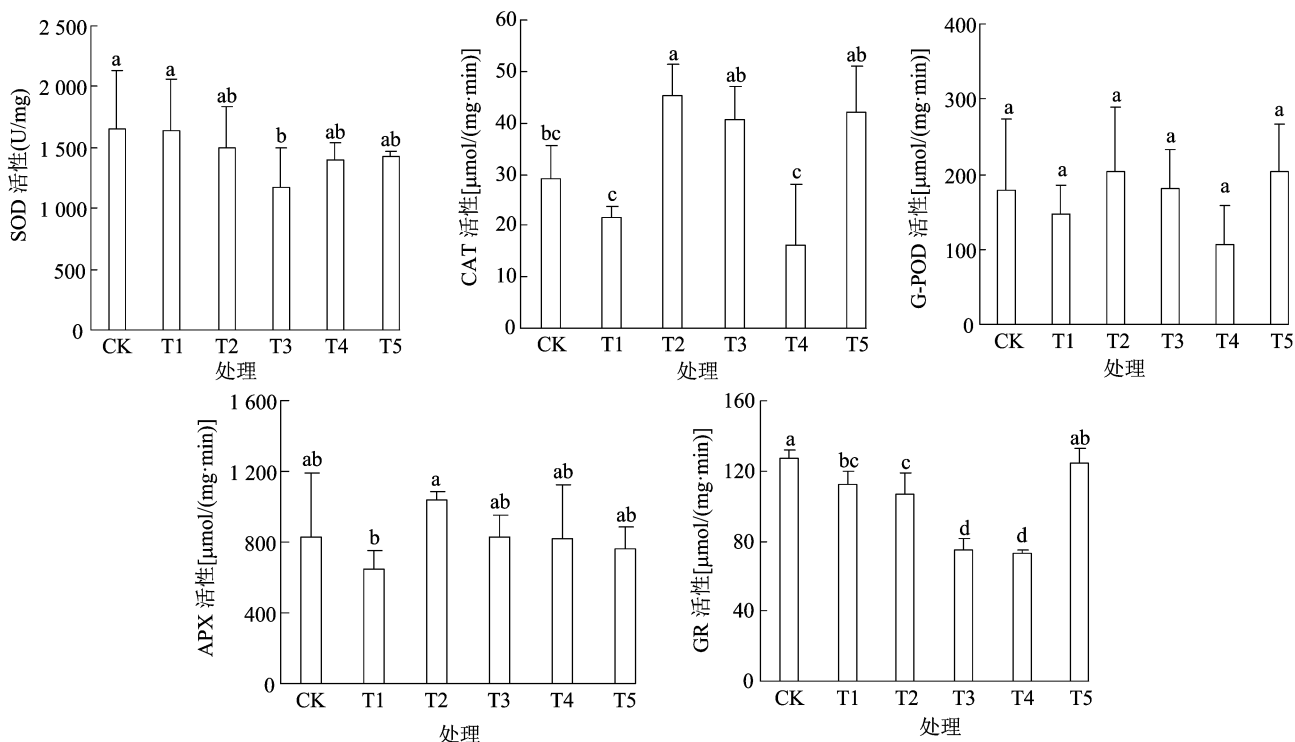 SOD 活性(U/mg)
2 500
2 000
1 500
1 000
500
0
a
a
ab
b
ab
ab
CK T1 T2 T3 T4 T5
处理
CAT 活性[μmol/(mg·min)]
60
50
40
30
20
10
0
bc
c
a
ab
c
ab
CK T1 T2 T3 T4 T5
处理
G-POD 活性[μmol/(mg·min)]
400
300
200
100
0
a
a
a
a
a
a
CK T1 T2 T3 T4 T5
处理
APX 活性[μmol/(mg·min)]
1 600
1200
800
400
0
ab
b
a
ab
ab
ab
CK T1 T2 T3 T4 T5
处理
GR 活性[μmol/(mg·min)]
160
120
80
40
0
a
bc
c
d
d
ab
CK T1 T2 T3 T4 T5
处理